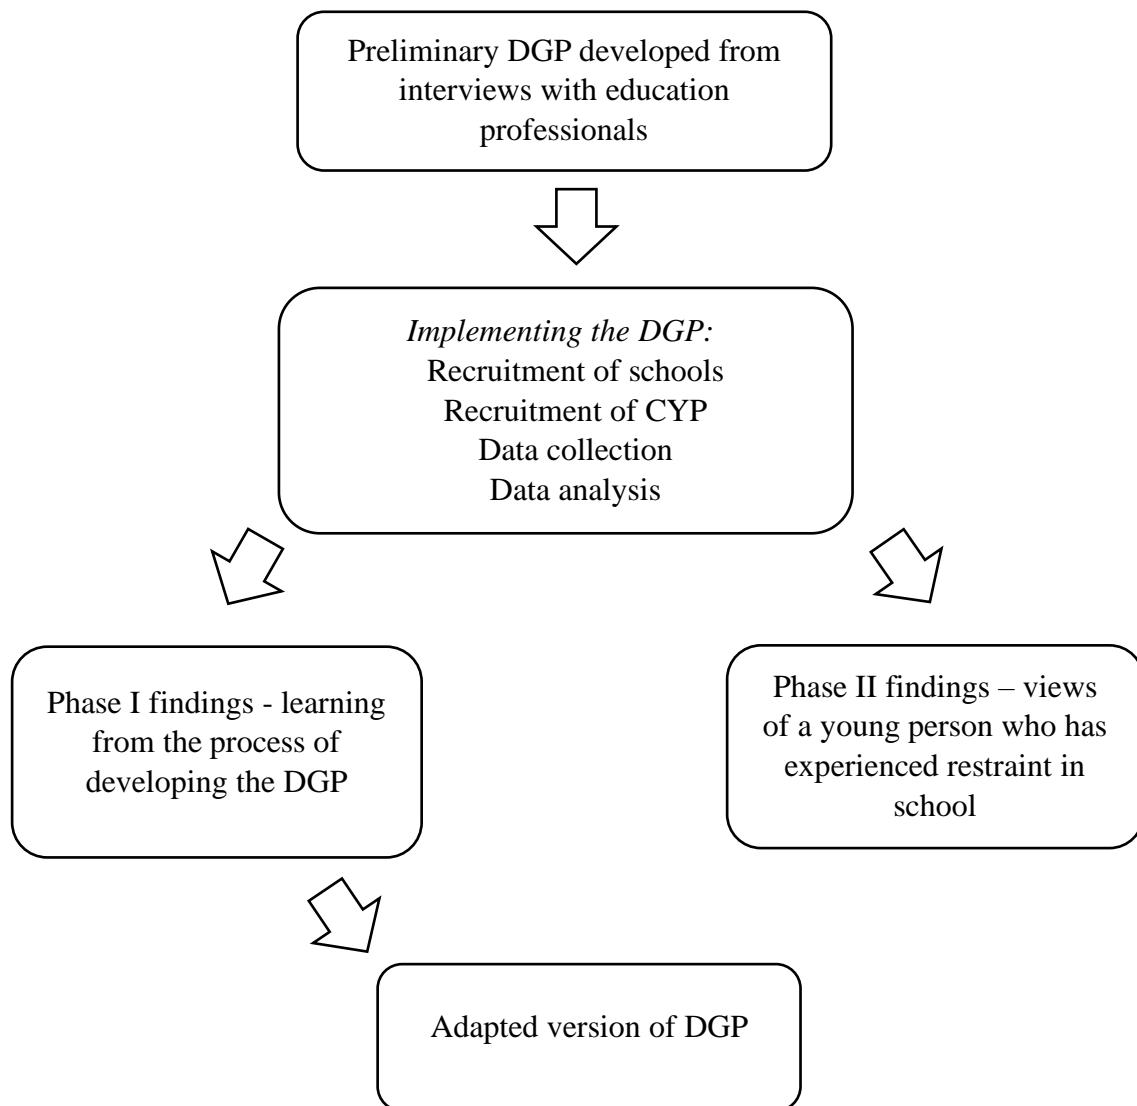 Preliminary DGP developed from
interviews with education
professionals
Implementing the DGP:
Recruitment of schools
Recruitment of CYP
Data collection
Data analysis
Phase I findings - learning
from the process of
developing the DGP
Phase II findings – views
of a young person who has
experienced restraint in
school
Adapted version of DGP